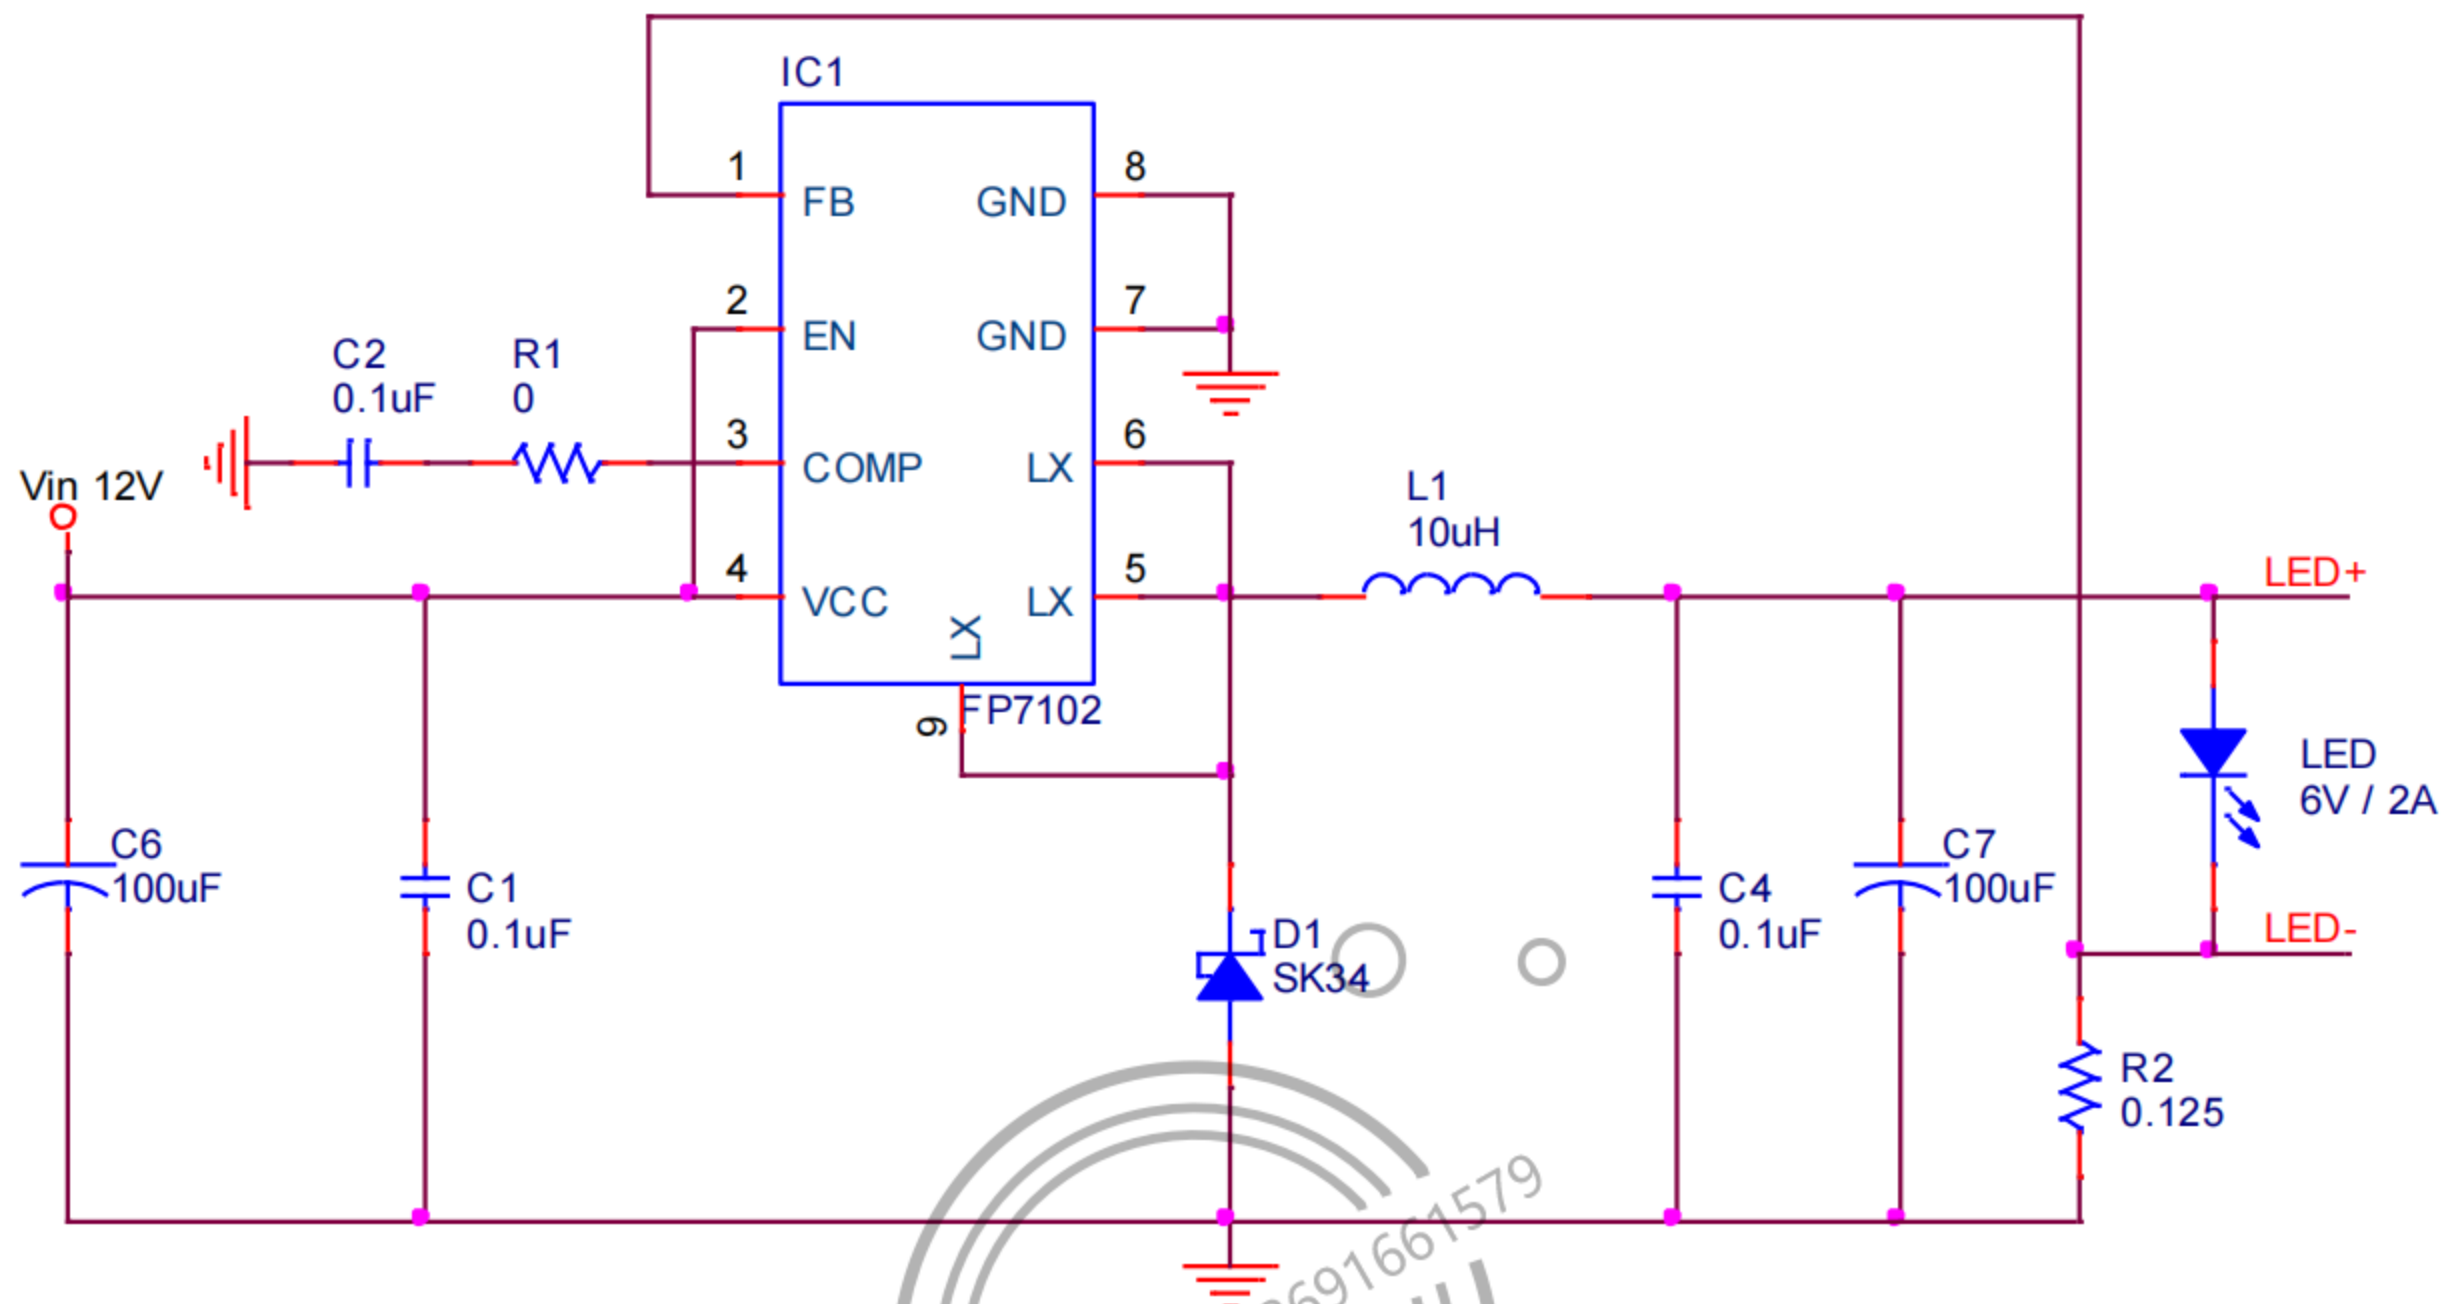 IC1
1
FB
GND
8
2
EN
GND
7
C2
0.1uF
R1
0
3
COMP
LX
6
Vin 12V
4
VCC
LX
5
LX
9
FP7102
L1
10uH
LED+
LED
6V / 2A
LED-
C6
100uF
C1
0.1uF
D1
SK34
C4
0.1uF
C7
100uF
R2
0.125
691661579